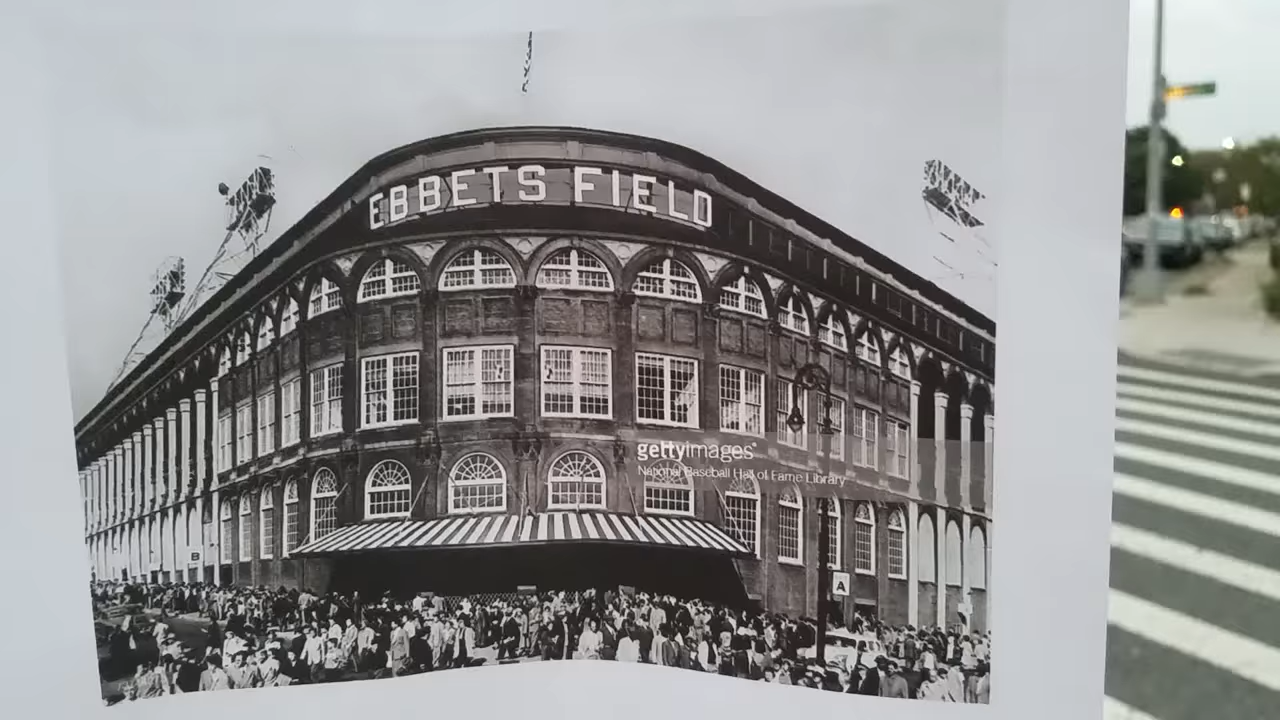 EBBETS FIELD
gettyimages®
National Baseball Hall of Fame Library
B
A